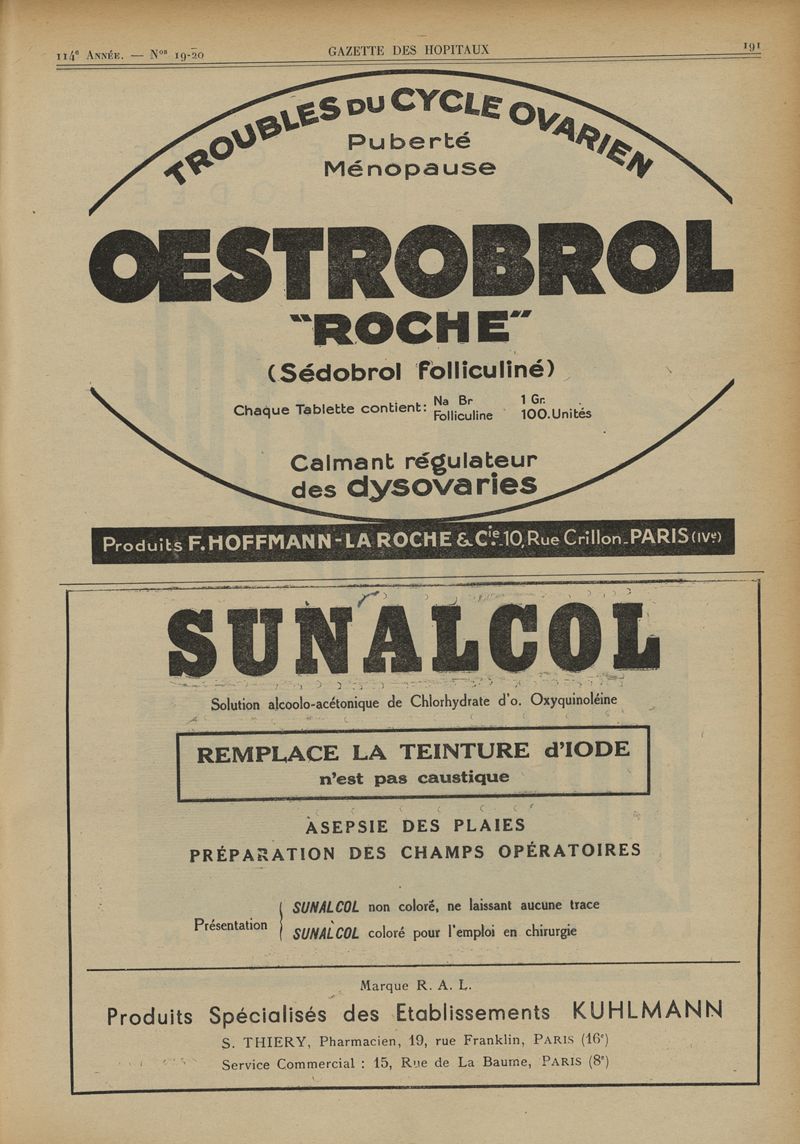 114e ANNÉE. — Nos 19-20
GAZETTE DES HOPITAUX
191
TROUBLES DU CYCLE OVARIEN
Puberté
Ménopause
OESTROBROL
"ROCHE"
(Sédobrol Folliculiné)
Chaque Tablette contient: Na Br 1 Gr.
Folliculine 100.Unités
Calmant régulateur
des dysovaries
Produits F. HOFFMANN-LA ROCHE & Cie. 10, Rue Crillon_PARIS (IVe)
SUNALCOL
Solution alcoolo-acétonique de Chlorhydrate d'o. Oxyquinoléine
REMPLACE LA TEINTURE d'IODE
n'est pas caustique
ASEPSIE DES PLAIES
PRÉPARATION DES CHAMPS OPÉRATOIRES
Présentation
SUNALCOL non coloré, ne laissant aucune trace
SUNALCOL coloré pour l'emploi en chirurgie
Marque R. A. L.
Produits Spécialisés des Etablissements KUHLMANN
S. THIERY, Pharmacien, 19, rue Franklin, PARIS (16e)
Service Commercial : 15, Rue de La Baume, PARIS (8e)